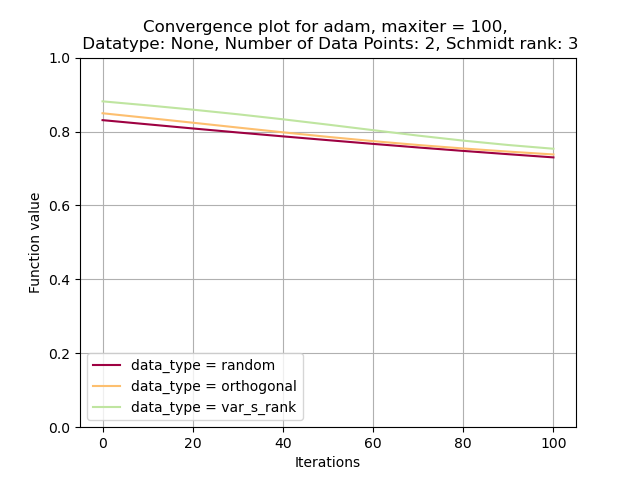 Convergence plot for adam, maxiter = 100,
Datatype: None, Number of Data Points: 2, Schmidt rank: 3
1.0
0.8
0.6
0.4
0.2
0.0
Function value
data_type = random
data_type = orthogonal
data_type = var_s_rank
0 20 40 60 80 100
Iterations